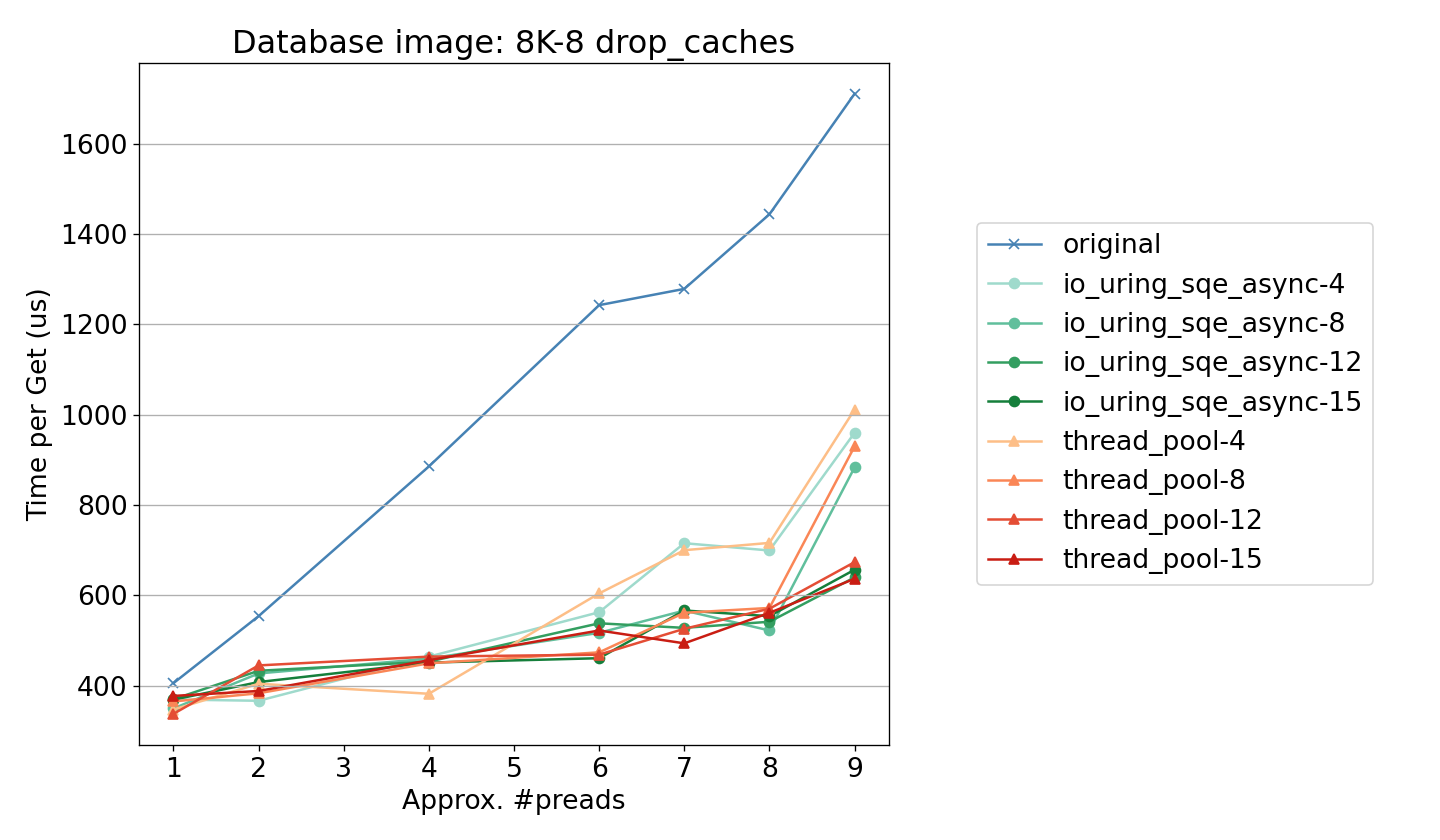 Database image: 8K-8 drop_caches
Time per Get (us)
1600
1400
1200
1000
800
600
400
1 2 3 4 5 6 7 8 9
Approx. #preads
original
io_uring_sqe_async-4
io_uring_sqe_async-8
io_uring_sqe_async-12
io_uring_sqe_async-15
thread_pool-4
thread_pool-8
thread_pool-12
thread_pool-15